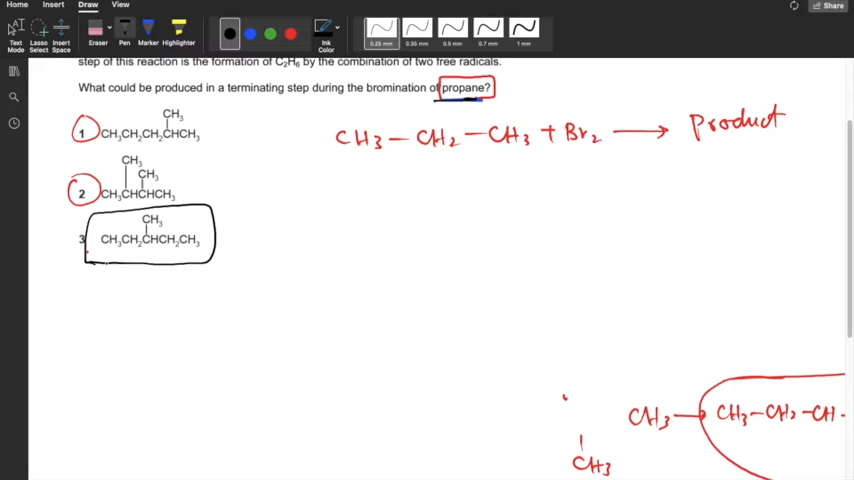 Home Insert Draw View
Share
Text Mode
Lasso Select
Insert Space
Eraser
Pen
Marker
Highlighter
Ink Color
0.25 mm
0.35 mm
0.5 mm
0.7 mm
1 mm
step of this reaction is the formation of C₂H₆ by the combination of two free radicals.
What could be produced in a terminating step during the bromination of propane?
CH₃
1 CH₃CH₂CH₂CHCH₃
CH₃
CH₃
2 CH₃CHCHCH₃
CH₃
3 CH₃CH₂CHCH₂CH₃
CH₃—CH₂—CH₃ + Br₂ ⟶ Product
CH₃— CH₃—CH₂—CH—
CH₃